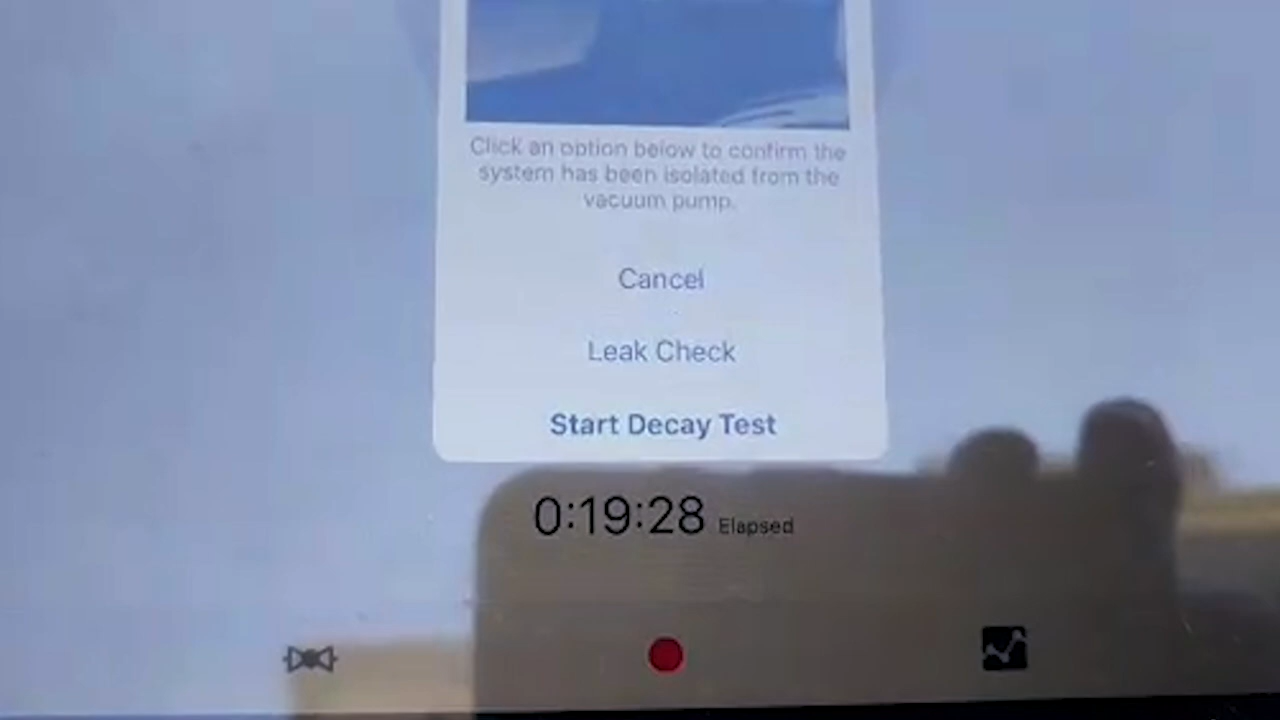 Click an option below to confirm the
system has been isolated from the
vacuum pump.
Cancel
Leak Check
Start Decay Test
0:19:28 Elapsed